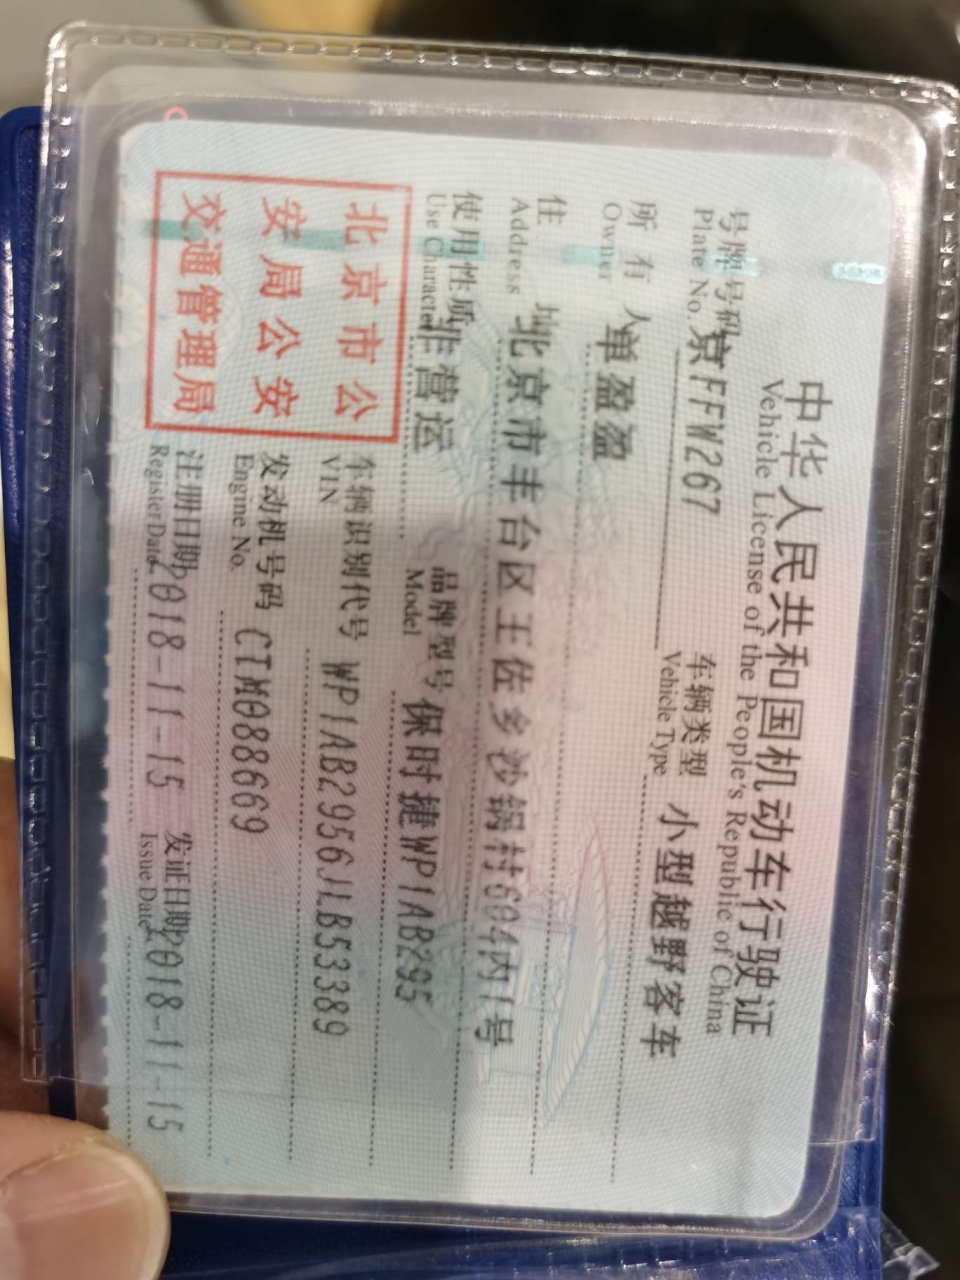 中华人民共和国机动车行驶证
Vehicle License of the People's Republic of China
号牌号码 京FFW267 车辆类型 小型越野客车
Plate No. Vehicle Type
所有人 单盈盈
Owner
住址 北京市丰台区王佐乡沙锅村604内1号
Address
使用性质 非营运 品牌型号 保时捷WP1AB295
Use Character Model
北京市公
安局公安
交通管理局
车辆识别代号 WP1AB2956JLB53389
VIN
发动机号码 CTM088669
Engine No.
注册日期 2018-11-15 发证日期 2018-11-15
Register Date Issue Date